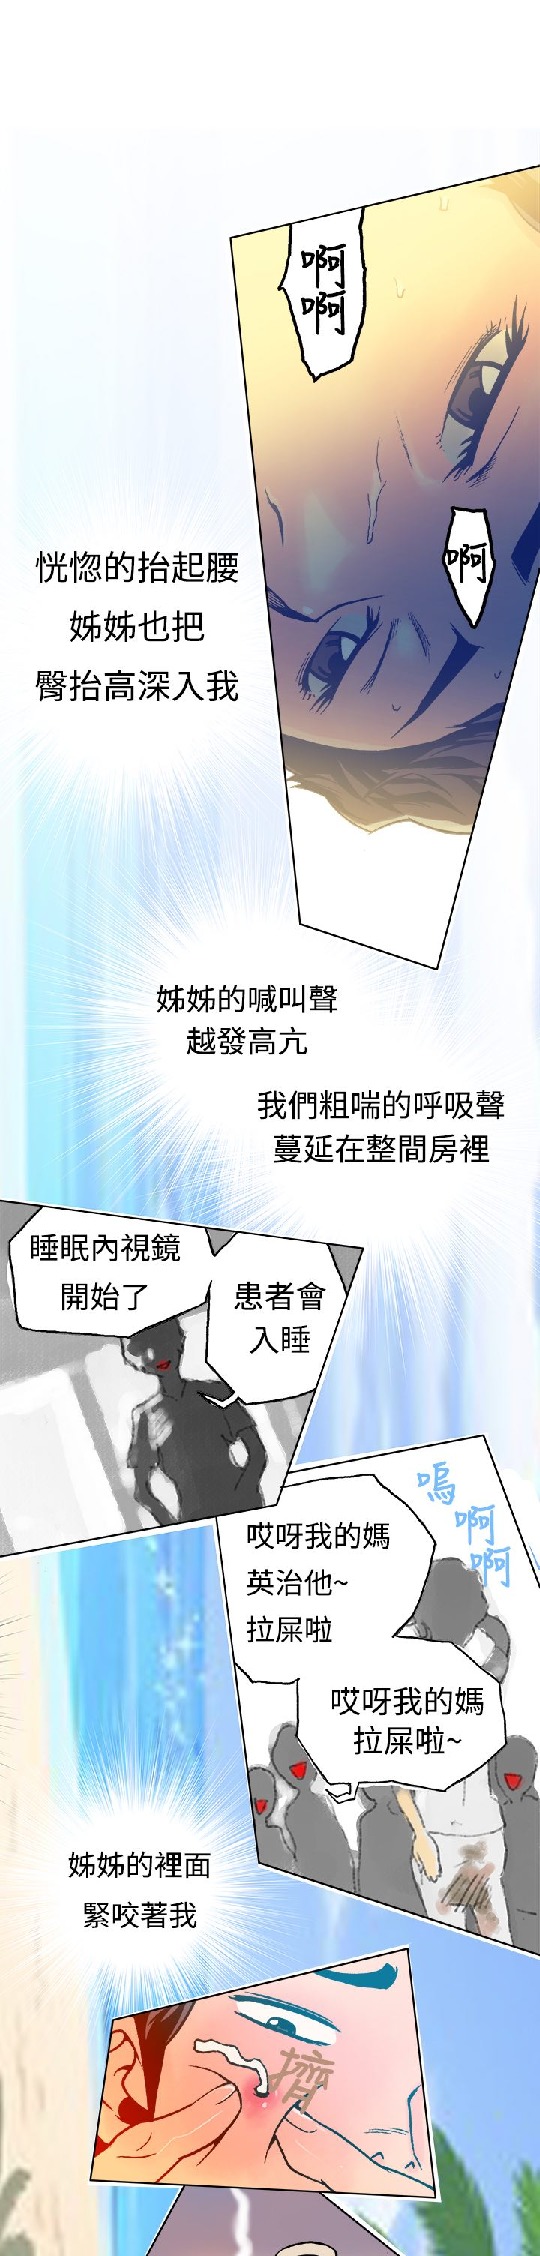 啊
啊
啊
恍惚的抬起腰
姊姊也把
臀抬高深入我
姊姊的喊叫聲
越發高亢
我們粗喘的呼吸聲
蔓延在整間房裡
睡眠內視鏡
開始了
患者會
入睡
嗚
啊
啊
哎呀我的媽
英治他~
拉屎啦
哎呀我的媽
拉屎啦~
姊姊的裡面
緊咬著我
擠